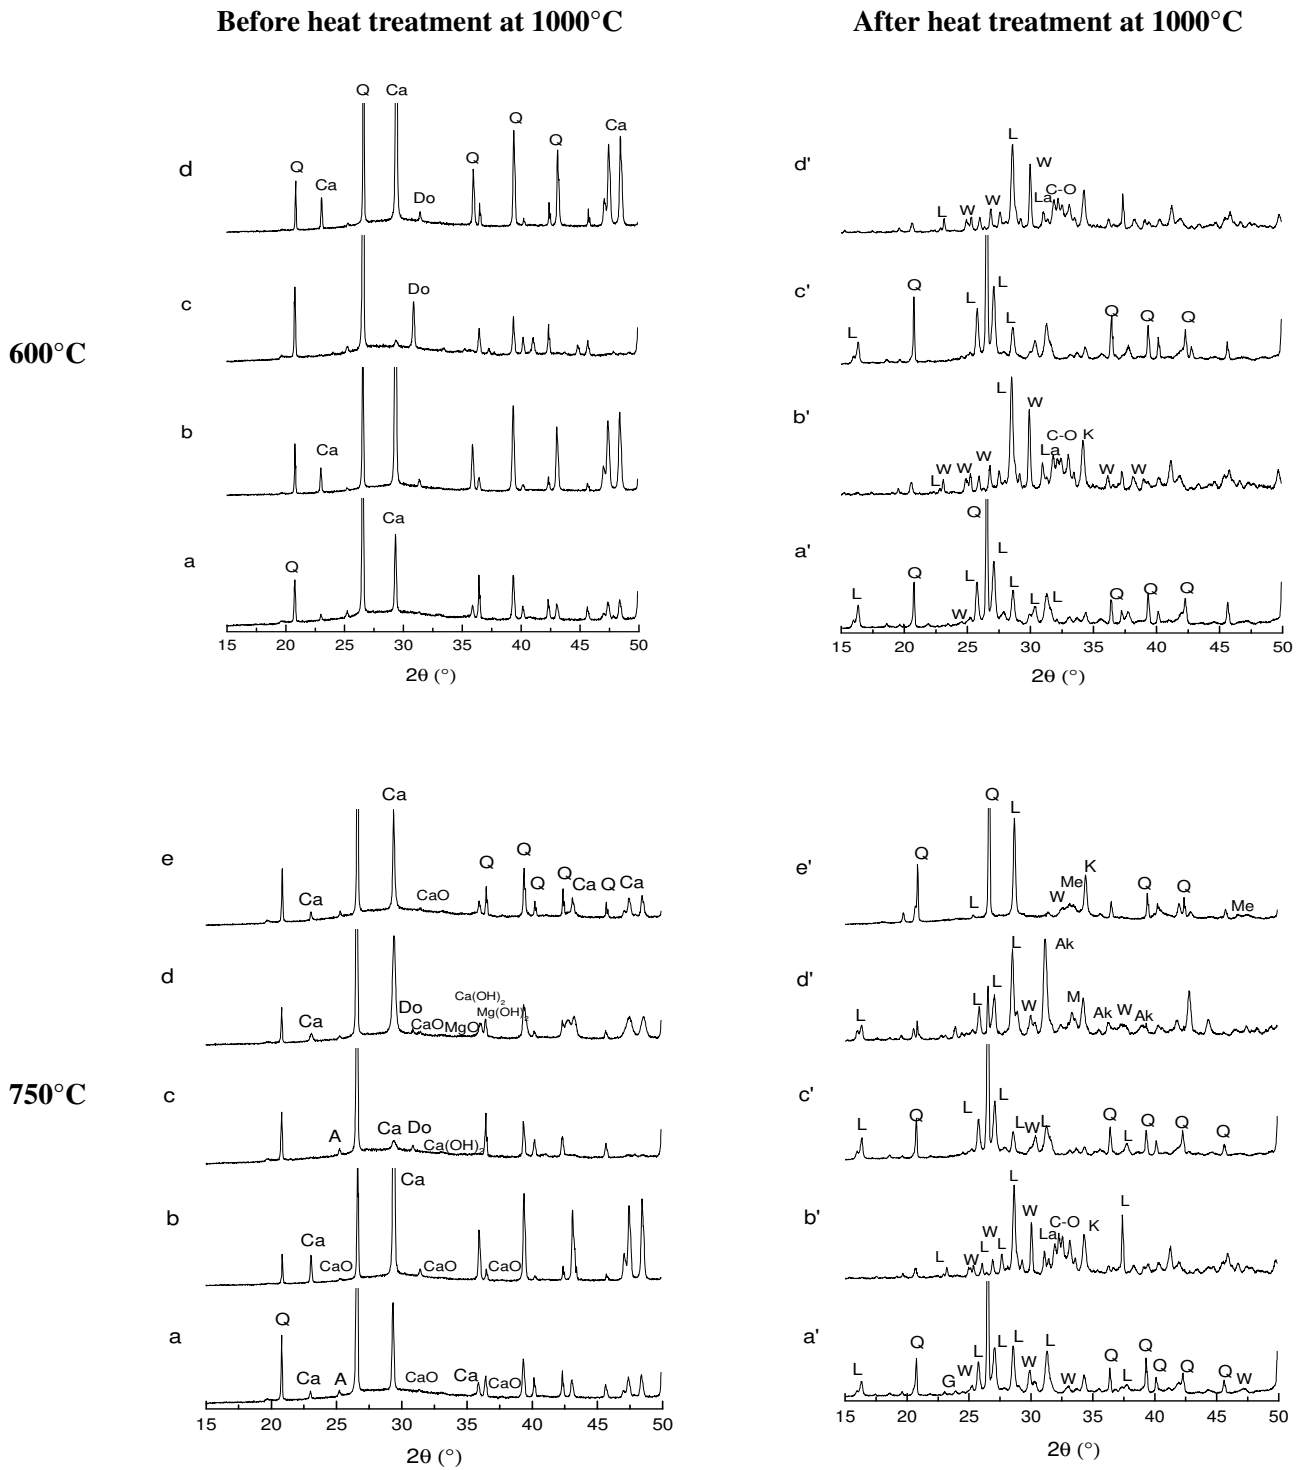 Before heat treatment at 1000°C
After heat treatment at 1000°C
600°C
d
Q
Ca
Q
Ca
Do
Q
Q
Q
Ca
c
Do
b
Ca
a
Q
Ca
15 20 25 30 35 40 45 50
2θ (°)
d'
L
W
W
L
W
La
C-O
c'
L
Q
L
L
L
Q
Q
Q
b'
L
W
W
W
W
L
La
C-O
K
W
W
a'
L
Q
W
L
Q
L
L
L
L
Q
Q
Q
15 20 25 30 35 40 45 50
2θ (°)
750°C
e
Ca
Ca
CaO
Q
Q
Q
Q
Ca
Q
Ca
d
Ca
Do
CaO
MgO
Ca(OH)₂
Mg(OH)₂
c
A
Ca
Do
Ca(OH)₂
b
Ca
CaO
Ca
CaO
CaO
a
Q
Ca
A
CaO
Ca
CaO
15 20 25 30 35 40 45 50
2θ (°)
e'
Q
L
Q
L
W
Me
K
Q
Q
Me
d'
L
L
L
L
W
Ak
M
Ak
W
Ak
c'
L
Q
L
L
L
W
L
Q
L
Q
Q
Q
b'
L
W
L
W
L
L
W
La
C-O
K
L
a'
L
Q
G
W
L
L
L
W
L
W
Q
L
Q
Q
Q
Q
W
15 20 25 30 35 40 45 50
2θ (°)